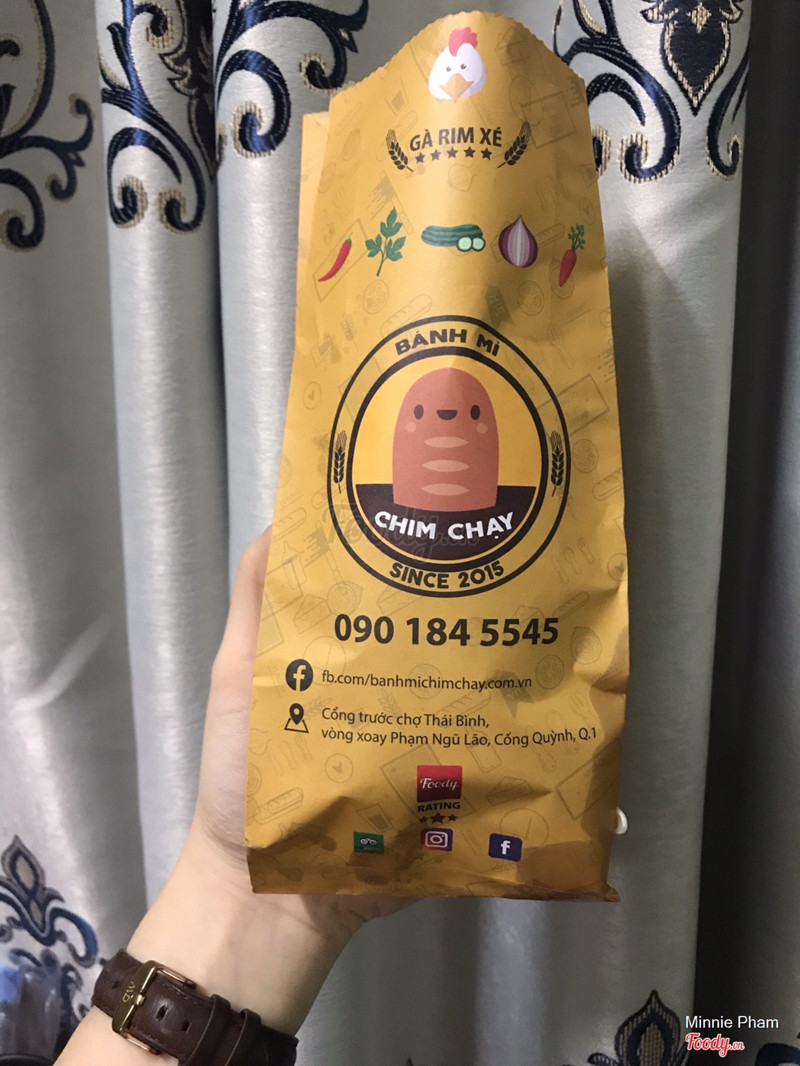 GÀ RIM XÉ
BÁNH MÌ
CHIM CHẠY
SINCE 2015
090 184 5545
fb.com/banhmichimchay.com.vn
Cổng trước chợ Thái Bình,
vòng xoay Phạm Ngũ Lão, Cống Quỳnh, Q.1
Foody
RATING
Minnie Pham
Foody.vn